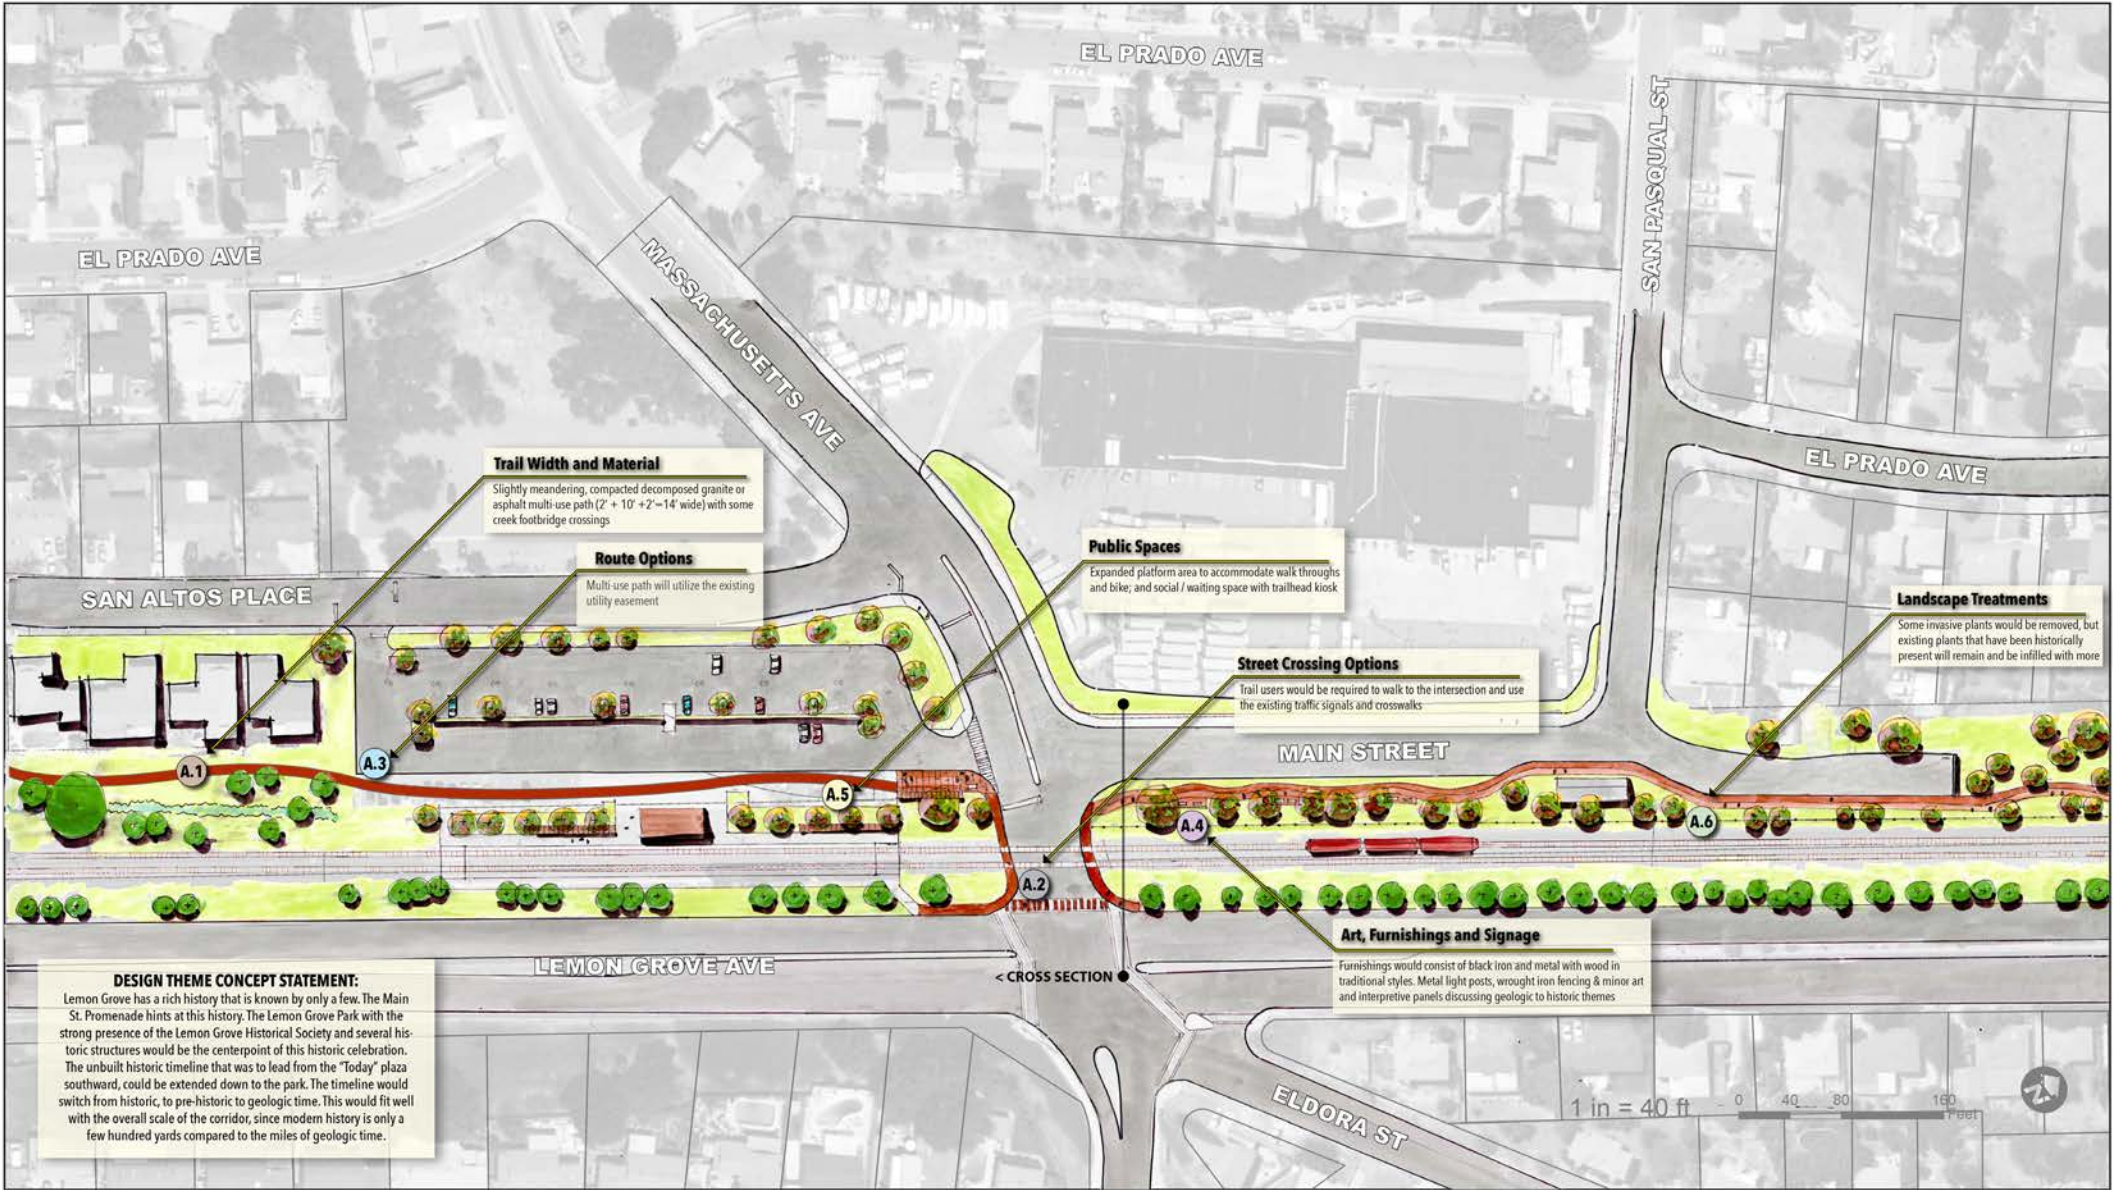 EL PRADO AVE
SAN PASQUAL ST
EL PRADO AVE
MASSACHUSETTS AVE
EL PRADO AVE
Trail Width and Material
Slightly meandering, compacted decomposed granite or
asphalt multi-use path (2' + 10' +2'=14' wide) with some
creek footbridge crossings
Route Options
Multi-use path will utilize the existing
utility easement
Public Spaces
Expanded platform area to accommodate walk throughs
and bike; and social / waiting space with trailhead kiosk
Landscape Treatments
Some invasive plants would be removed, but
existing plants that have been historically
present will remain and be infilled with more
SAN ALTOS PLACE
Street Crossing Options
Trail users would be required to walk to the intersection and use
the existing traffic signals and crosswalks
MAIN STREET
A.1
A.3
A.5
A.4
A.6
A.2
Art, Furnishings and Signage
Furnishings would consist of black iron and metal with wood in
traditional styles. Metal light posts, wrought iron fencing & minor art
and interpretive panels discussing geologic to historic themes
LEMON GROVE AVE
< CROSS SECTION
DESIGN THEME CONCEPT STATEMENT:
Lemon Grove has a rich history that is known by only a few. The Main
St. Promenade hints at this history. The Lemon Grove Park with the
strong presence of the Lemon Grove Historical Society and several his-
toric structures would be the centerpoint of this historic celebration.
The unbuilt historic timeline that was to lead from the "Today" plaza
southward, could be extended down to the park. The timeline would
switch from historic, to pre-historic to geologic time. This would fit well
with the overall scale of the corridor, since modern history is only a
few hundred yards compared to the miles of geologic time.
ELDORA ST
1 in = 40 ft
0 40 80 160
Feet
N